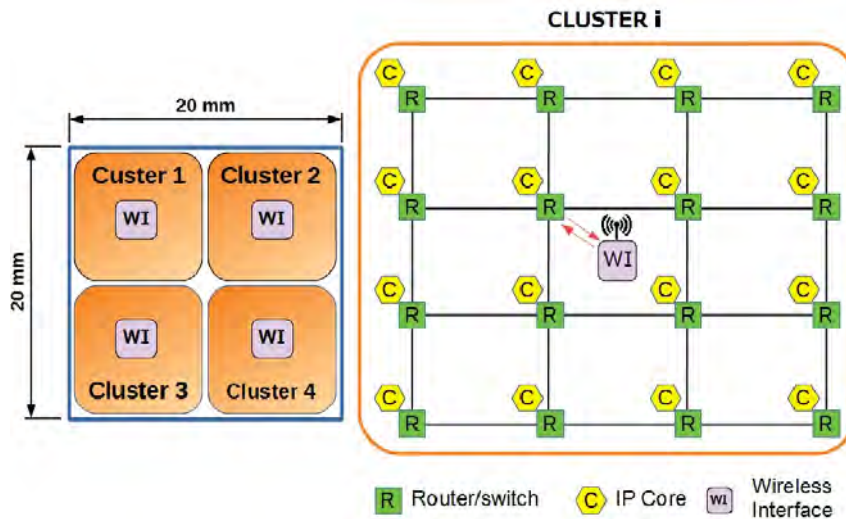 CLUSTER i
20 mm
20 mm
Custer 1
Cluster 2
WI
WI
WI
WI
Cluster 3
Cluster 4
C C C C
R R R R
C C C C
R R R R
WI
C C C C
R R R R
C C C C
R R R R
R Router/switch
C IP Core
WI Wireless
Interface